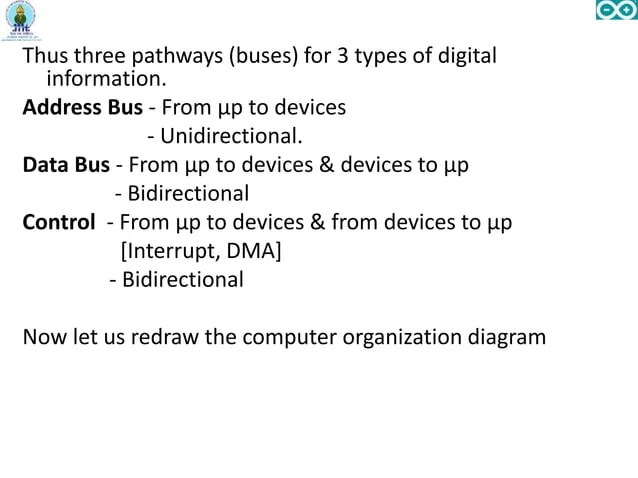 JIIT
Thus three pathways (buses) for 3 types of digital
information.
Address Bus - From μp to devices
- Unidirectional.
Data Bus - From μp to devices & devices to μp
- Bidirectional
Control - From μp to devices & from devices to μp
[Interrupt, DMA]
- Bidirectional
Now let us redraw the computer organization diagram